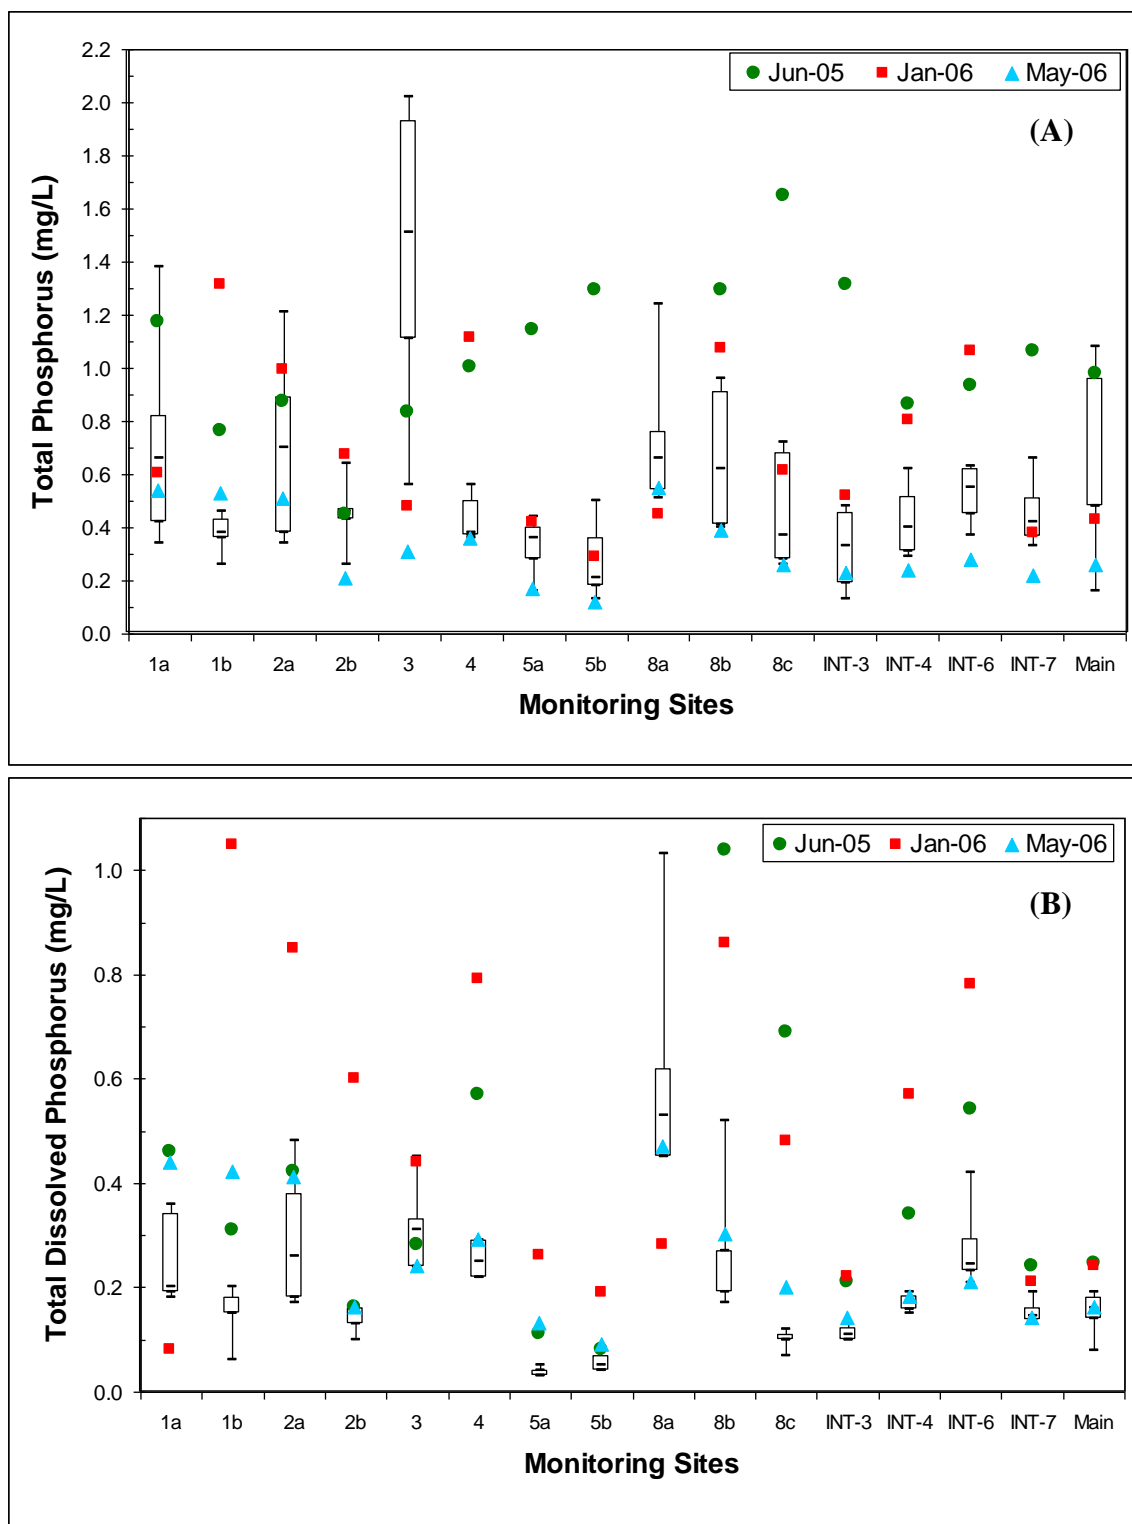 2.2
Jun-05 Jan-06 May-06
2.0
(A)
1.8
1.6
1.4
1.2
1.0
0.8
0.6
0.4
0.2
0.0
Total Phosphorus (mg/L)
1a 1b 2a 2b 3 4 5a 5b 8a 8b 8c INT-3 INT-4 INT-6 INT-7 Main
Monitoring Sites
Jun-05 Jan-06 May-06
1.0
(B)
0.8
0.6
0.4
0.2
0.0
Total Dissolved Phosphorus (mg/L)
1a 1b 2a 2b 3 4 5a 5b 8a 8b 8c INT-3 INT-4 INT-6 INT-7 Main
Monitoring Sites